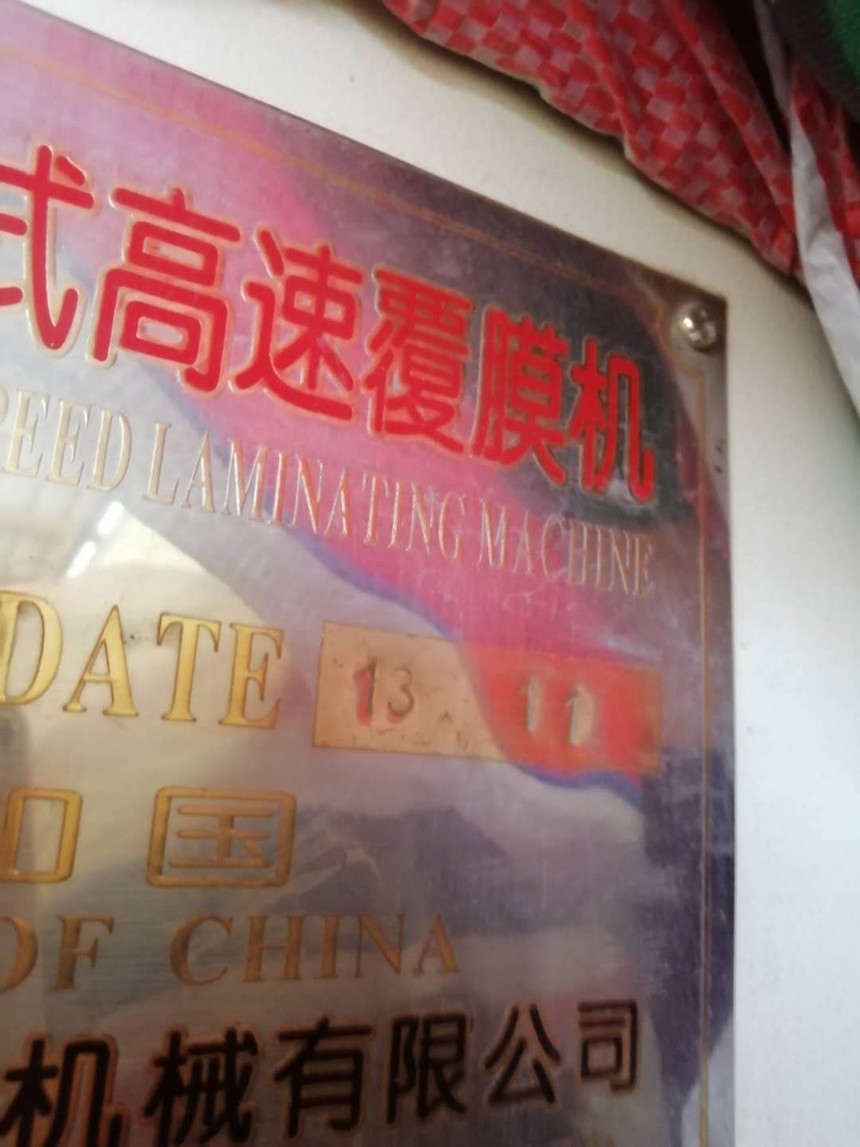 式高速覆膜机
PEED LAMINATING MACHINE
DATE 13 11
和国
OF CHINA
机械有限公司